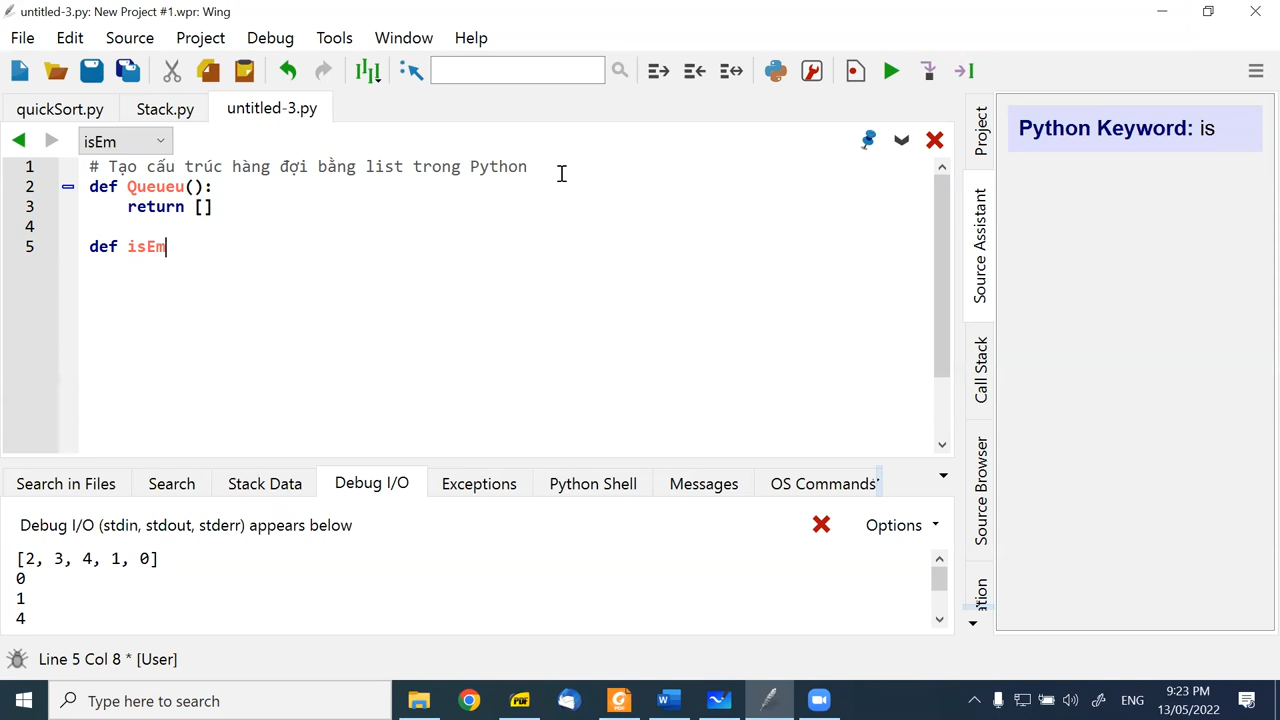 untitled-3.py: New Project #1.wpr: Wing
File Edit Source Project Debug Tools Window Help
quickSort.py Stack.py untitled-3.py
isEm
1 # Tạo cấu trúc hàng đợi bằng list trong Python
2 def Queueu():
3 return []
4
5 def isEm
Python Keyword: is
Project
Source Assistant
Call Stack
Source Browser
Search in Files Search Stack Data Debug I/O Exceptions Python Shell Messages OS Commands
Debug I/O (stdin, stdout, stderr) appears below
Options
[2, 3, 4, 1, 0]
0
1
4
Line 5 Col 8 * [User]
Type here to search
PDF
PDF
ENG
9:23 PM
13/05/2022